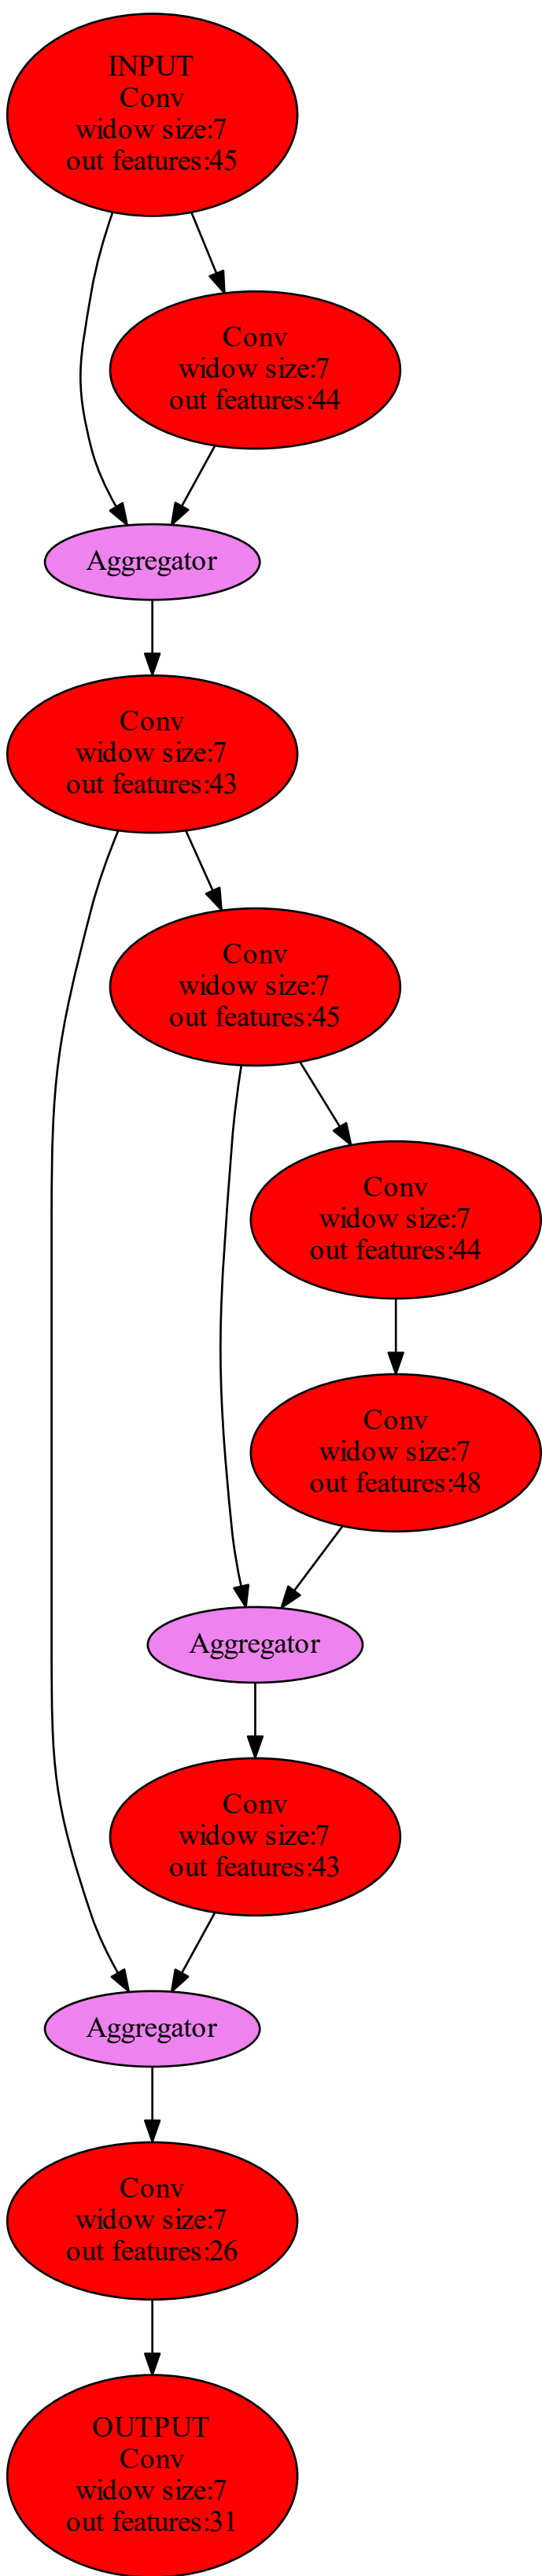 INPUT
Conv
widow size:7
out features:45
Conv
widow size:7
out features:44
Aggregator
Conv
widow size:7
out features:43
Conv
widow size:7
out features:45
Conv
widow size:7
out features:44
Conv
widow size:7
out features:48
Aggregator
Conv
widow size:7
out features:43
Aggregator
Conv
widow size:7
out features:26
OUTPUT
Conv
widow size:7
out features:31